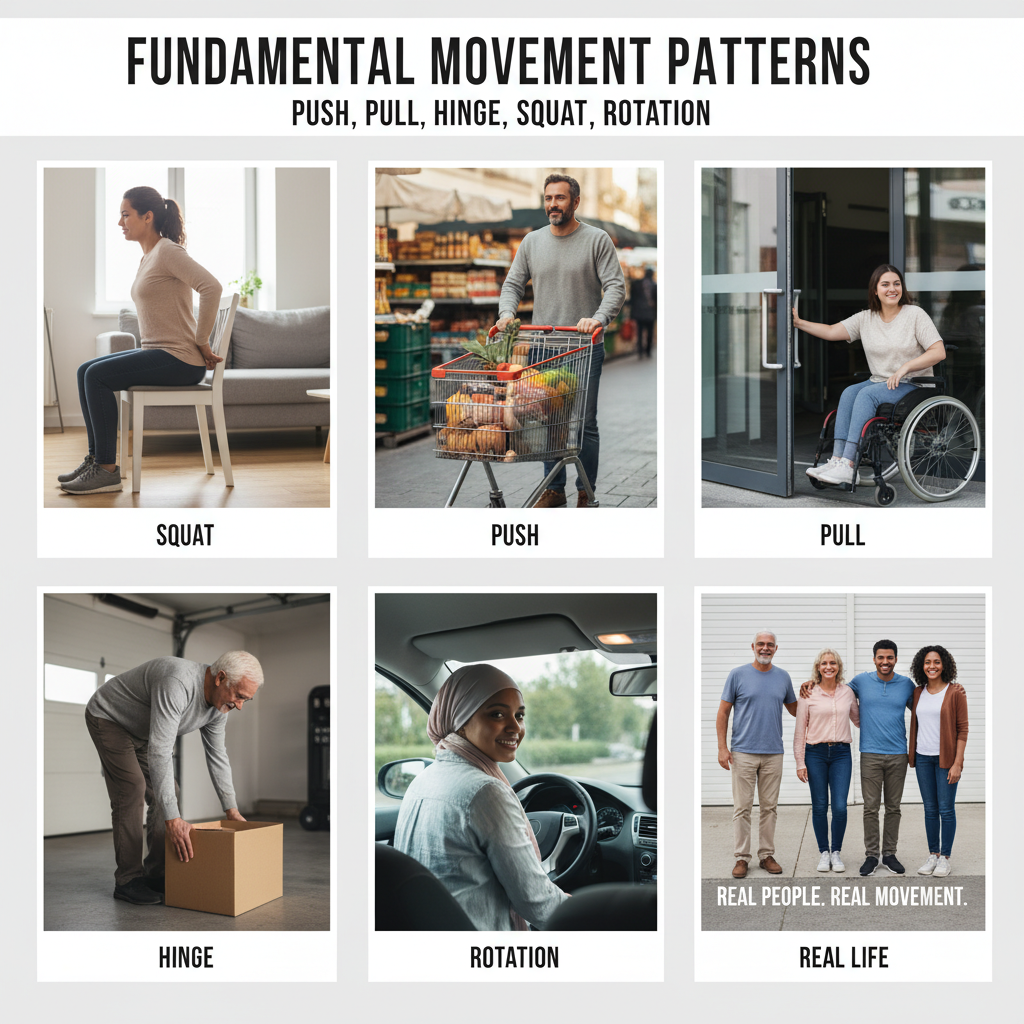 FUNDAMENTAL MOVEMENT PATTERNS
PUSH, PULL, HINGE, SQUAT, ROTATION
SQUAT
PUSH
PULL
HINGE
ROTATION
REAL PEOPLE. REAL MOVEMENT.
REAL LIFE